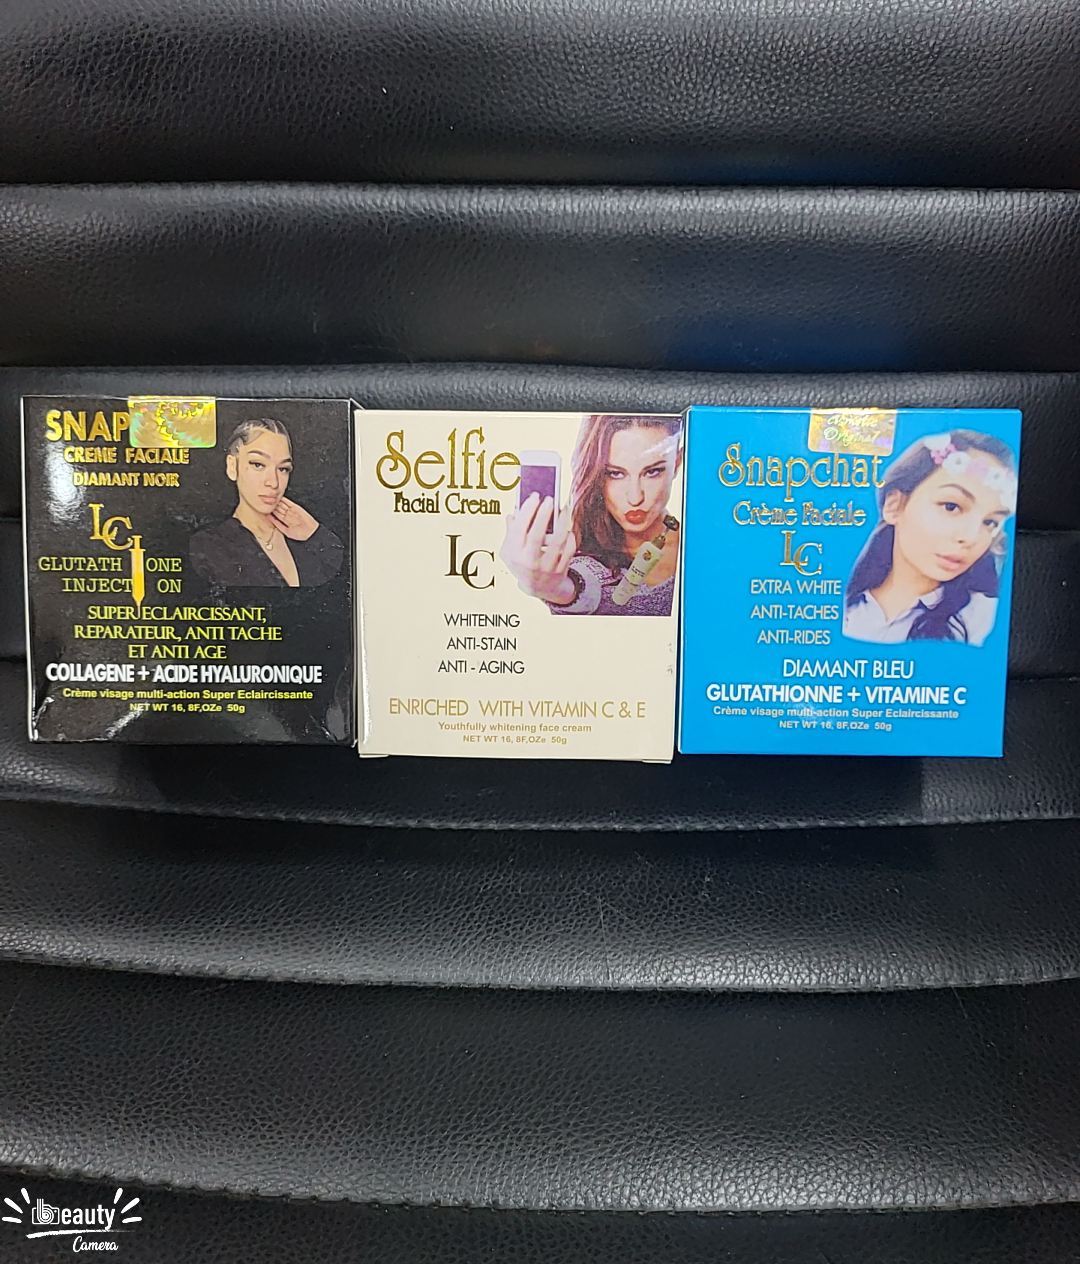 SNAP
CREME FACIALE
DIAMANT NOIR
LC
GLUTATH ONE
INJECT ON
SUPER ECLAIRCISSANT,
REPARATEUR, ANTI TACHE
ET ANTI AGE
COLLAGENE + ACIDE HYALURONIQUE
Crème visage multi-action Super Eclaircissante
NET WT 16, 8F,OZe 50g
Selfie
Facial Cream
LC
WHITENING
ANTI-STAIN
ANTI - AGING
ENRICHED WITH VITAMIN C & E
Youthfully whitening face cream
NET WT 16, 8F,OZe 50g
Cosmetic
Original
Snapchat
Crème Faciale
LC
EXTRA WHITE
ANTI-TACHES
ANTI-RIDES
DIAMANT BLEU
GLUTATHIONNE + VITAMINE C
Crème visage multi-action Super Eclaircissante
NET WT 16, 8F,OZe 50g
beauty
Camera